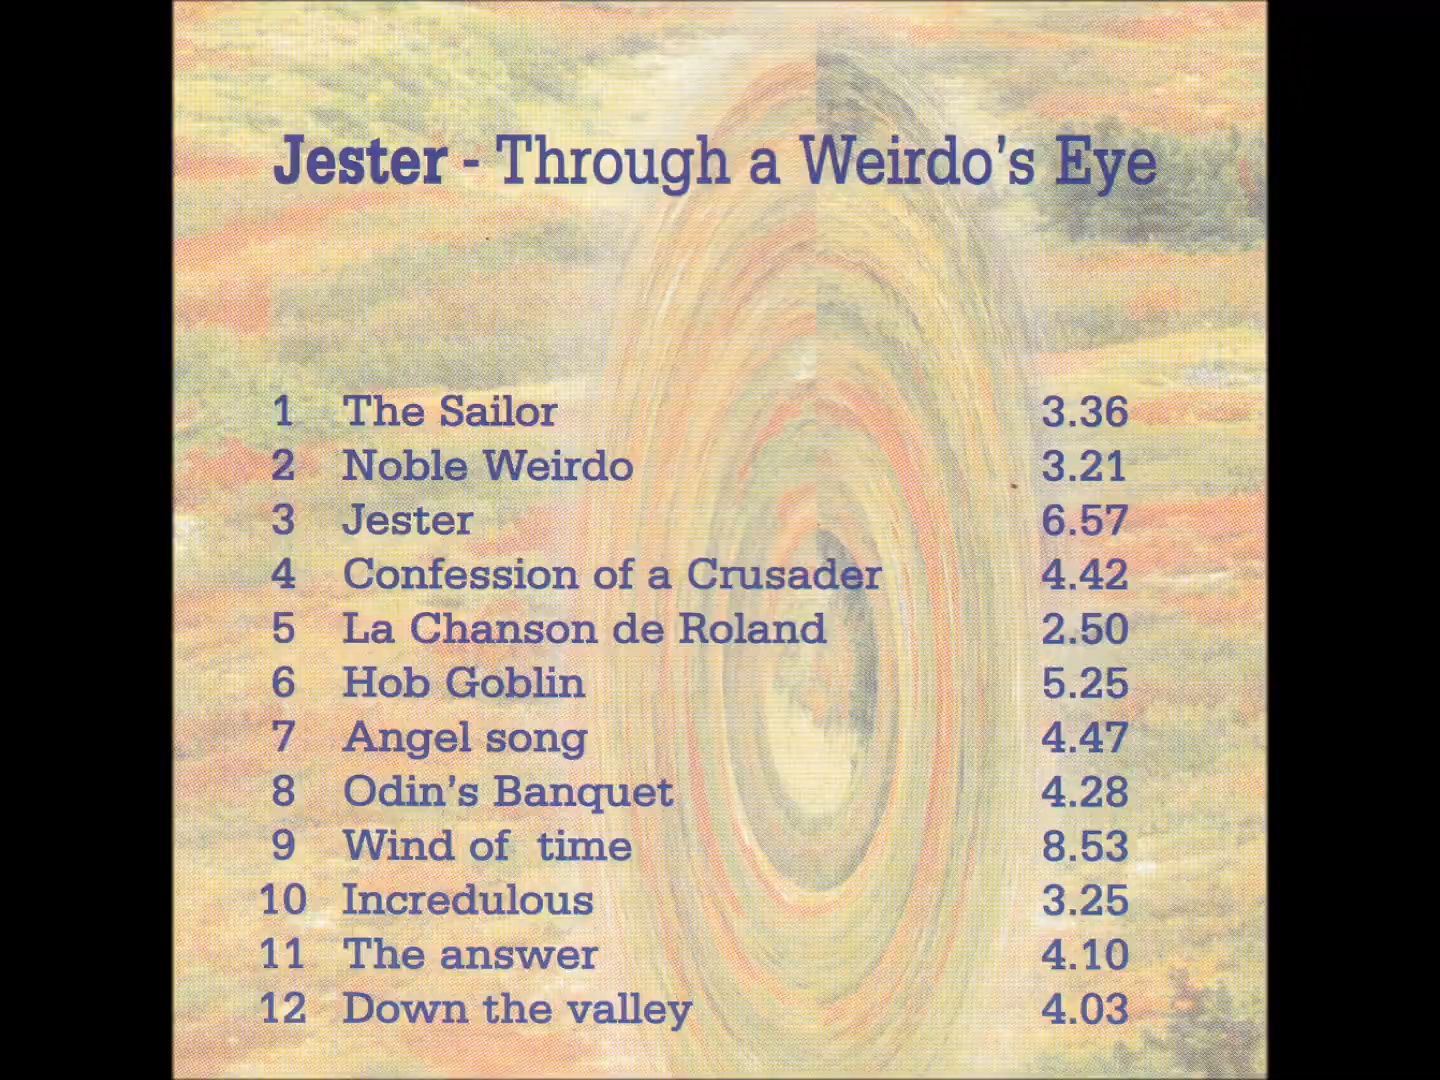 Jester - Through a Weirdo's Eye
1 The Sailor 3.36
2 Noble Weirdo 3.21
3 Jester 6.57
4 Confession of a Crusader 4.42
5 La Chanson de Roland 2.50
6 Hob Goblin 5.25
7 Angel song 4.47
8 Odin's Banquet 4.28
9 Wind of time 8.53
10 Incredulous 3.25
11 The answer 4.10
12 Down the valley 4.03